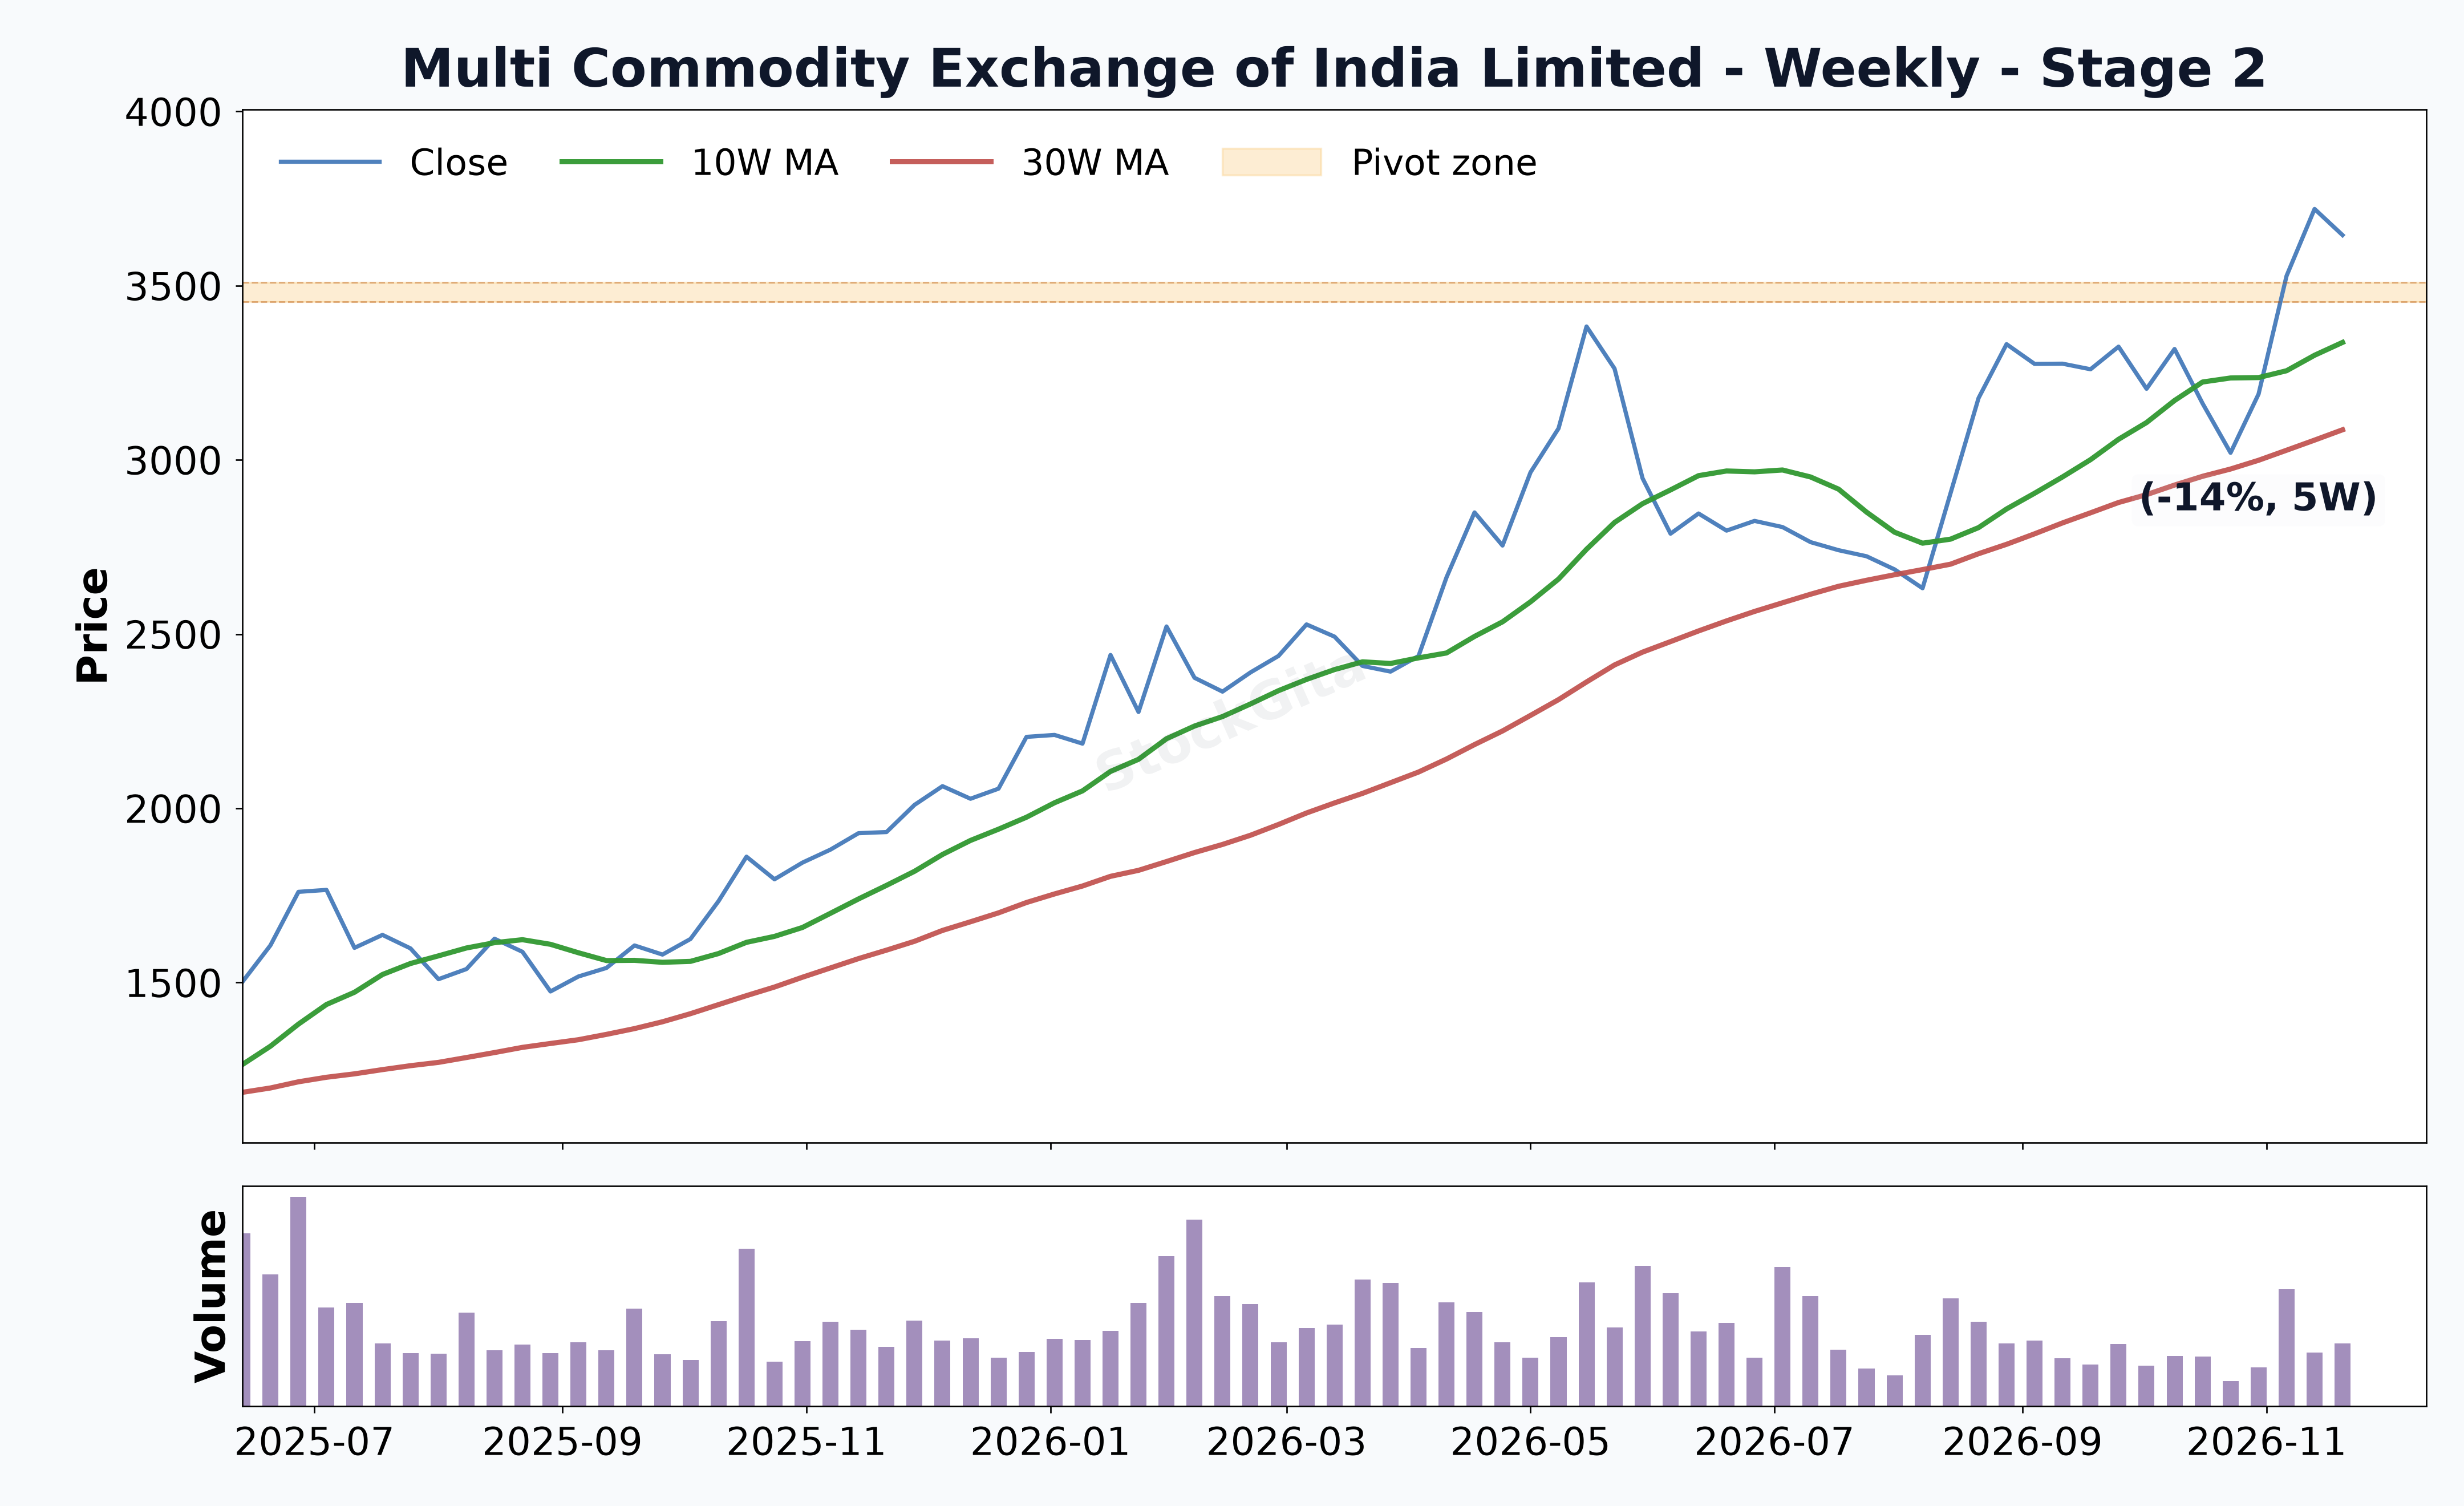 Multi Commodity Exchange of India Limited - Weekly - Stage 2
Close 10W MA 30W MA Pivot zone
Price
4000
3500
3000
2500
2000
1500
(-14%, 5W)
StockGita
Volume
2025-07 2025-09 2025-11 2026-01 2026-03 2026-05 2026-07 2026-09 2026-11